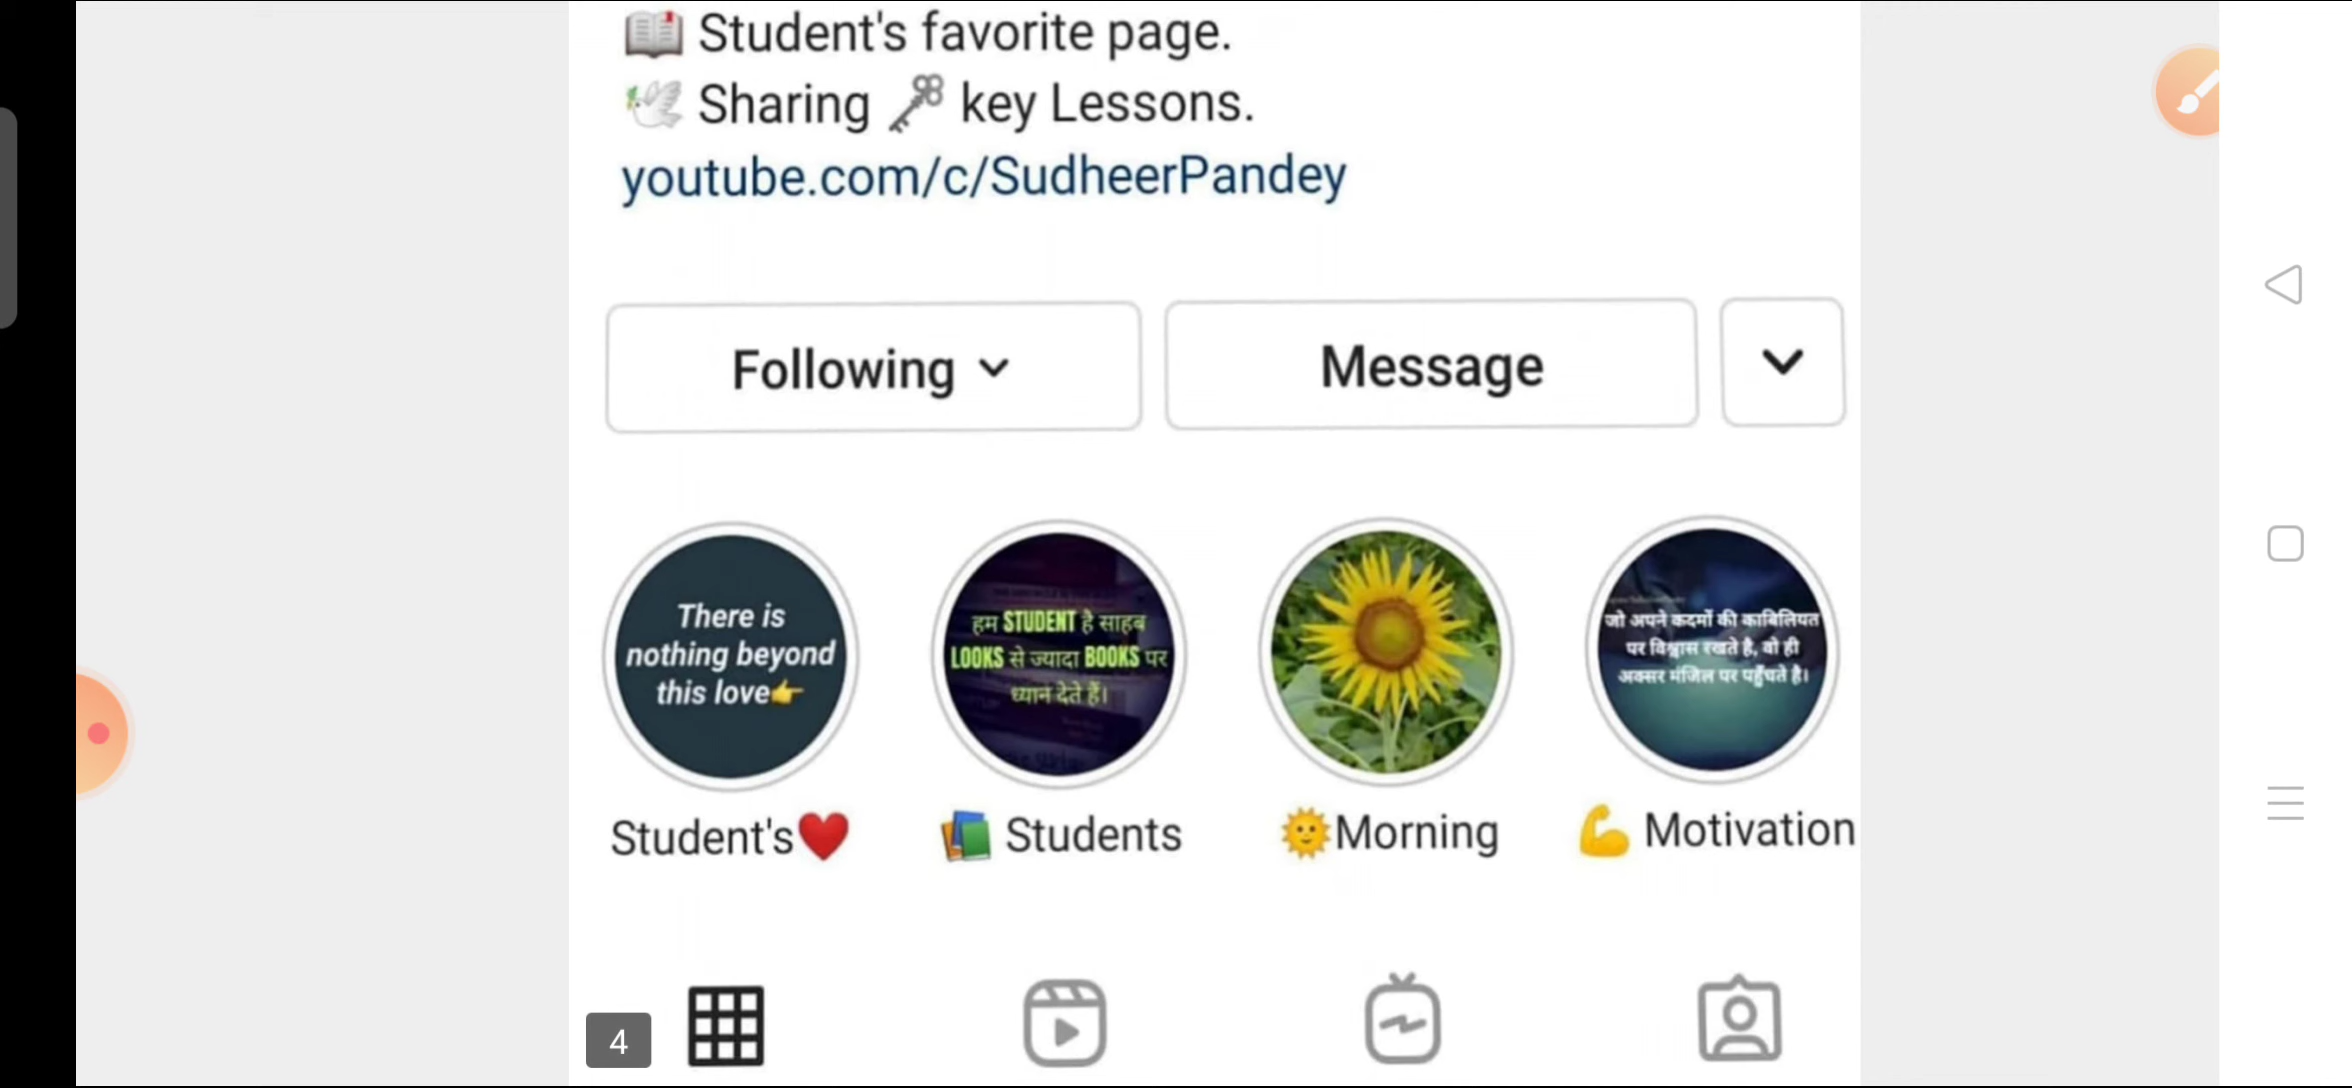 Student's favorite page.
Sharing key Lessons.
youtube.com/c/SudheerPandey
Following
Message
There is
nothing beyond
this love
हम STUDENT है साहब
LOOKS से ज्यादा BOOKS पर
ध्यान देते हैं।
जो अपने कदमों की काबिलियत
पर विश्वास रखते है, वो ही
अक्सर मंजिल पर पहुँचते है।
Student's
Students
Morning
Motivation
4